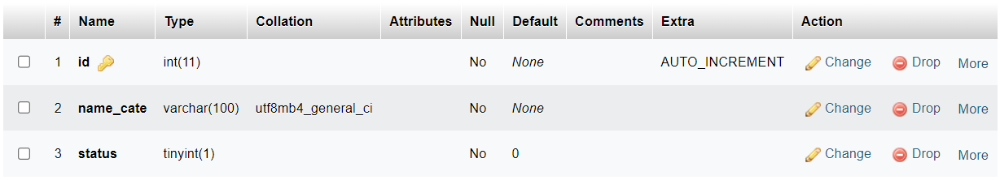 # Name Type Collation Attributes Null Default Comments Extra Action
1 id int(11) No None AUTO_INCREMENT Change Drop More
2 name_cate varchar(100) utf8mb4_general_ci No None Change Drop More
3 status tinyint(1) No 0 Change Drop More